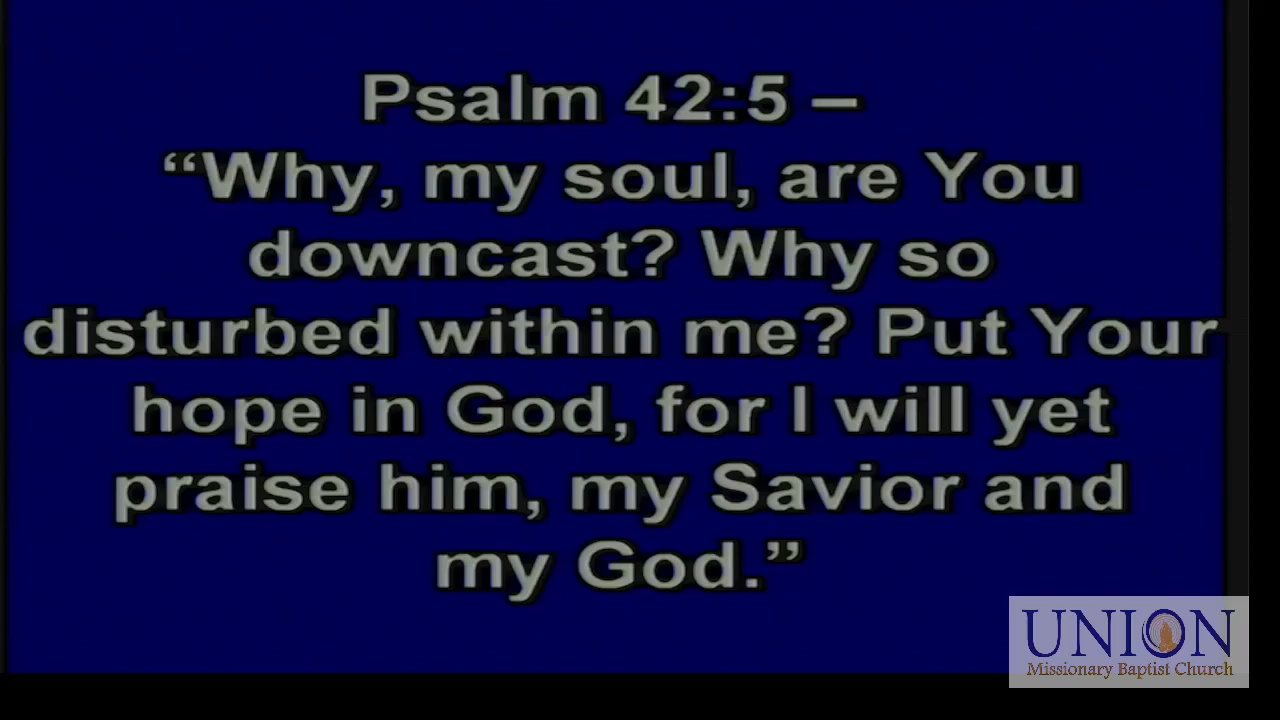 Psalm 42:5 –
“Why, my soul, are You
downcast? Why so
disturbed within me? Put Your
hope in God, for I will yet
praise him, my Savior and
my God.”
UNION
Missionary Baptist Church